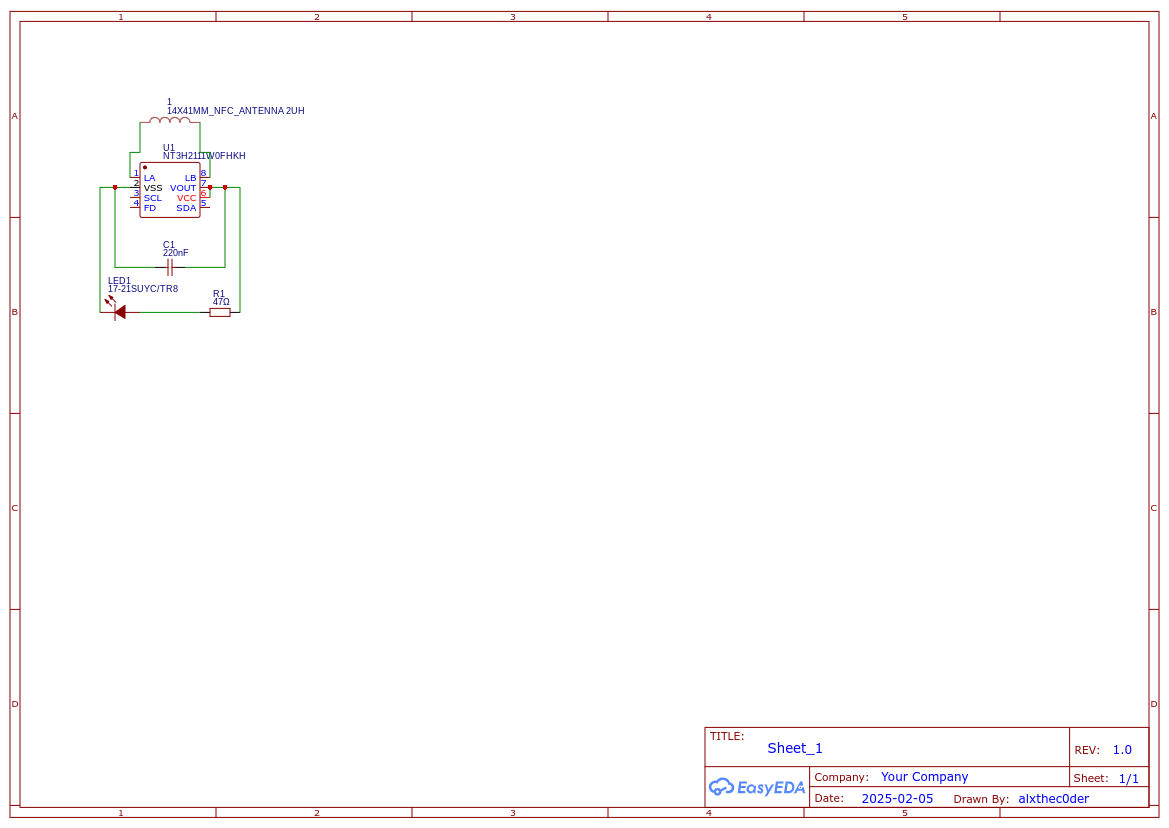 1 2 3 4 5
A A
1
14X41MM_NFC_ANTENNA 2UH
U1
NT3H2111W0FHKH
1 LA LB 8
2 VSS VOUT 7
3 SCL VCC 6
4 FD SDA 5
C1
220nF
LED1
17-21SUYC/TR8
R1
47Ω
B B
C C
D D
TITLE:
Sheet_1
REV: 1.0
EasyEDA
Company: Your Company
Sheet: 1/1
Date: 2025-02-05 Drawn By: alxthec0der
1 2 3 4 5